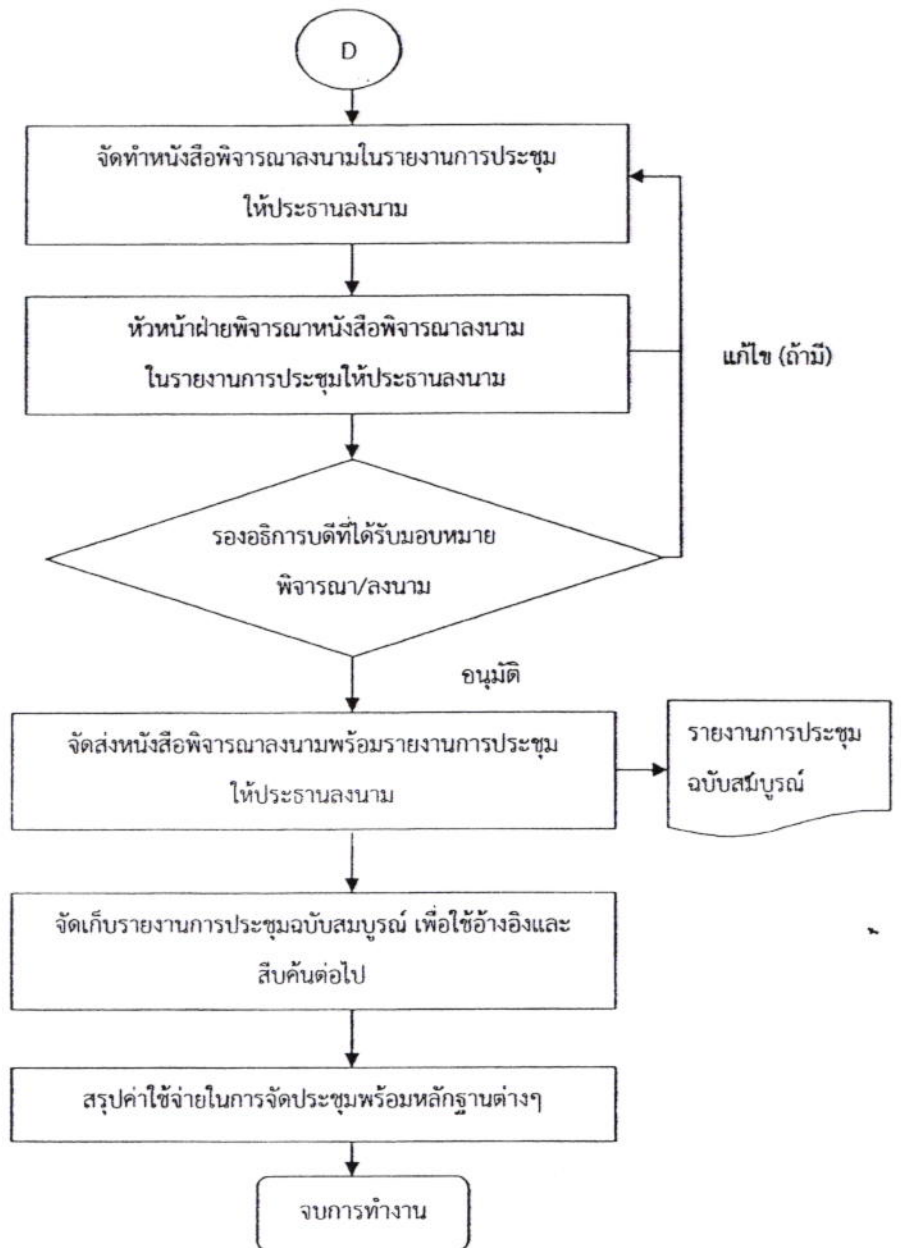 D
จัดทำหนังสือพิจารณาลงนามในรายงานการประชุม
ให้ประธานลงนาม
หัวหน้าฝ่ายพิจารณาหนังสือพิจารณาลงนาม
ในรายงานการประชุมให้ประธานลงนาม
แก้ไข (ถ้ามี)
รองอธิการบดีที่ได้รับมอบหมาย
พิจารณา/ลงนาม
อนุมัติ
จัดส่งหนังสือพิจารณาลงนามพร้อมรายงานการประชุม
ให้ประธานลงนาม
รายงานการประชุม
ฉบับสมบูรณ์
จัดเก็บรายงานการประชุมฉบับสมบูรณ์ เพื่อใช้อ้างอิงและ
สืบค้นต่อไป
สรุปค่าใช้จ่ายในการจัดประชุมพร้อมหลักฐานต่างๆ
จบการทำงาน